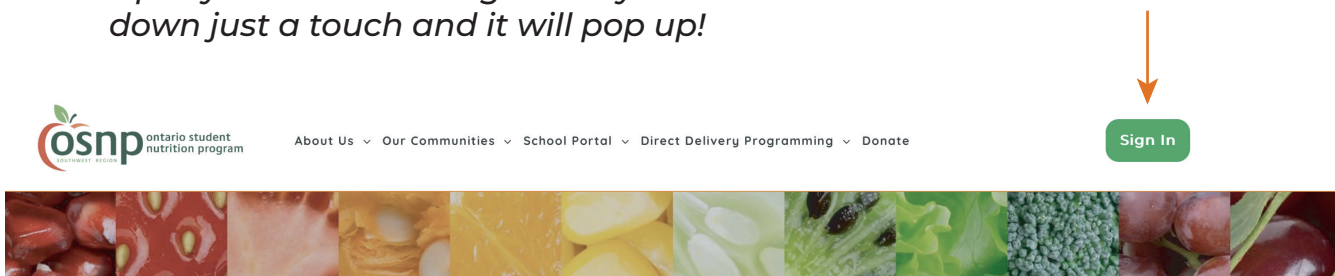 down just a touch and it will pop up!
osnp
ontario student
nutrition program
SOUTHWEST REGION
About Us
Our Communities
School Portal
Direct Delivery Programming
Donate
Sign In